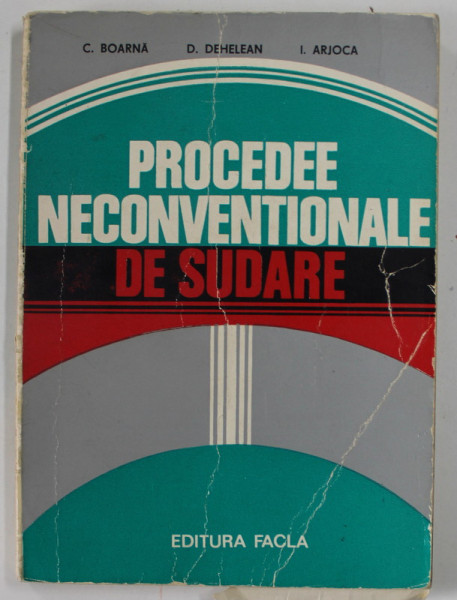 C. BOARNĂ D. DEHELEAN I. ARJOCA
PROCEDEE
NECONVENTIONALE
DE SUDARE
EDITURA FACLA